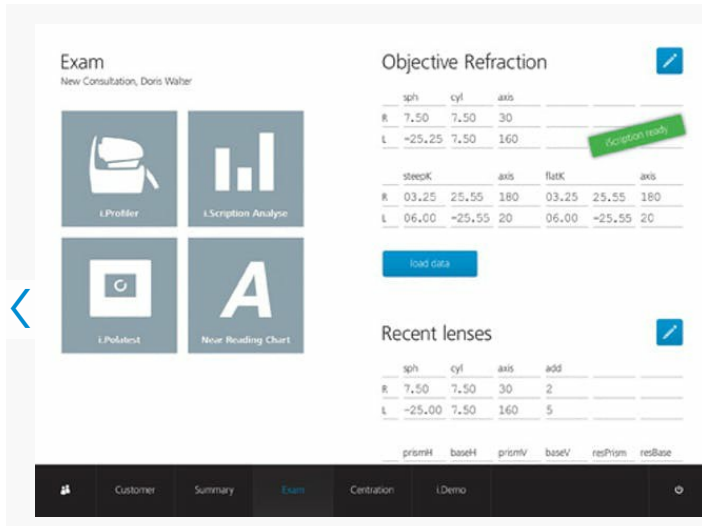 Exam
New Consultation, Doris Walter
i.Profiler
i.Scription Analyse
i.Polatest
A
Near Reading Chart
Objective Refraction
sph cyl axis
R 7.50 7.50 30
L -25.25 7.50 160
iScription ready
steepK axis flatK axis
R 03.25 25.55 180 03.25 25.55 180
L 06.00 -25.55 20 06.00 -25.55 20
load data
Recent lenses
sph cyl axis add
R 7.50 7.50 30 2
L -25.00 7.50 160 5
prismH baseH prismV baseV resPrism resBase
Customer Summary Exam Centration i.Demo